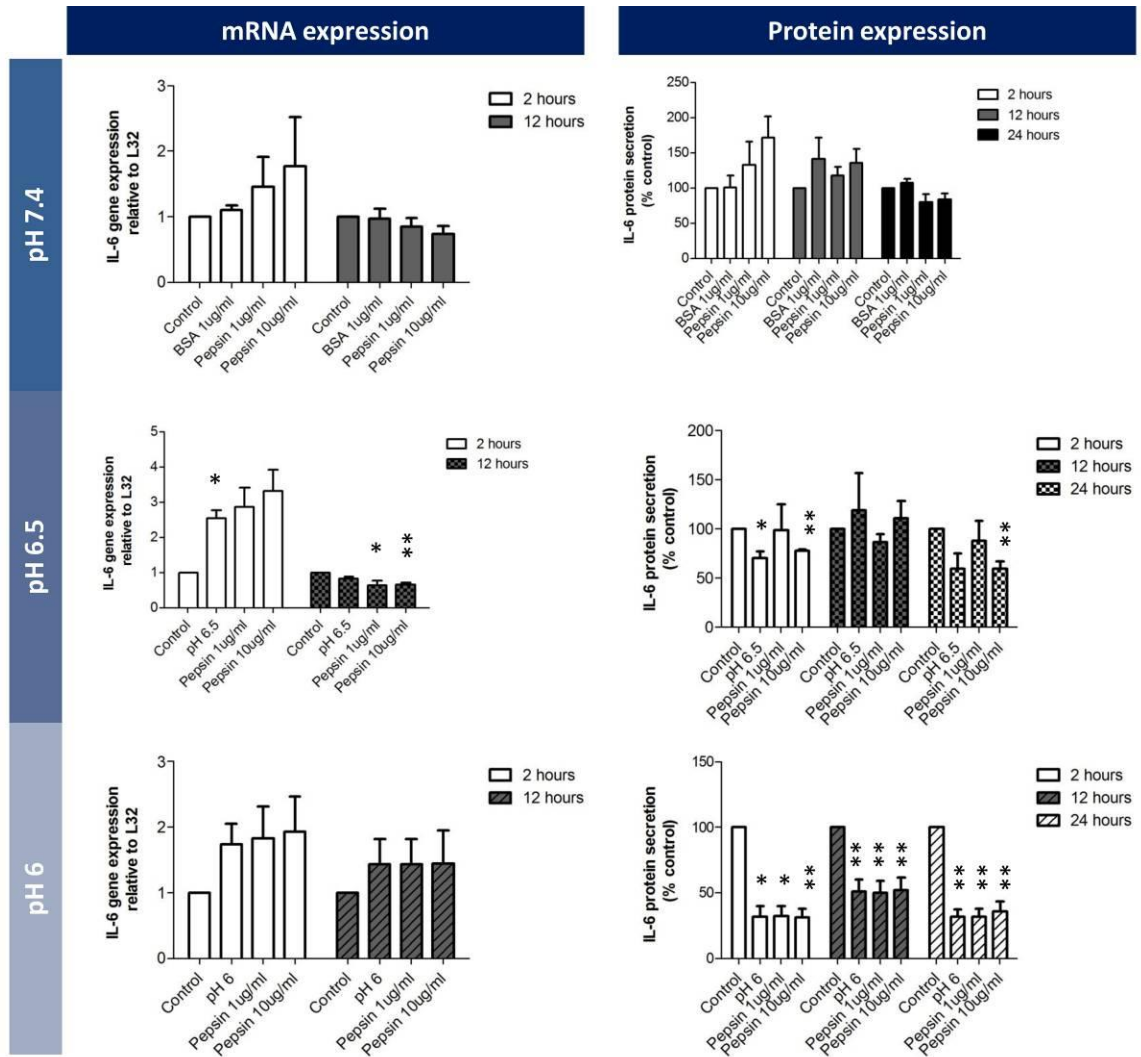 mRNA expression
Protein expression
pH 7.4
IL-6 gene expression
relative to L32
3
2
1
0
2 hours
12 hours
Control
BSA 1ug/ml
Pepsin 1ug/ml
Pepsin 10ug/ml
Control
BSA 1ug/ml
Pepsin 1ug/ml
Pepsin 10ug/ml
IL-6 protein secretion
(% control)
250
200
150
100
50
0
2 hours
12 hours
24 hours
Control
BSA 1ug/ml
Pepsin 1ug/ml
Pepsin 10ug/ml
Control
BSA 1ug/ml
Pepsin 1ug/ml
Pepsin 10ug/ml
Control
BSA 1ug/ml
Pepsin 1ug/ml
Pepsin 10ug/ml
pH 6.5
IL-6 gene expression
relative to L32
5
4
3
2
1
0
*
*
**
2 hours
12 hours
Control
pH 6.5
Pepsin 1ug/ml
Pepsin 10ug/ml
Control
pH 6.5
Pepsin 1ug/ml
Pepsin 10ug/ml
IL-6 protein secretion
(% control)
200
150
100
50
0
*
**
**
2 hours
12 hours
24 hours
Control
pH 6.5
Pepsin 1ug/ml
Pepsin 10ug/ml
Control
pH 6.5
Pepsin 1ug/ml
Pepsin 10ug/ml
Control
pH 6.5
Pepsin 1ug/ml
Pepsin 10ug/ml
pH 6
IL-6 gene expression
relative to L32
3
2
1
0
2 hours
12 hours
Control
pH 6
Pepsin 1ug/ml
Pepsin 10ug/ml
Control
pH 6
Pepsin 1ug/ml
Pepsin 10ug/ml
IL-6 protein secretion
(% control)
150
100
50
0
*
*
**
**
**
**
**
**
**
2 hours
12 hours
24 hours
Control
pH 6
Pepsin 1ug/ml
Pepsin 10ug/ml
Control
pH 6
Pepsin 1ug/ml
Pepsin 10ug/ml
Control
pH 6
Pepsin 1ug/ml
Pepsin 10ug/ml